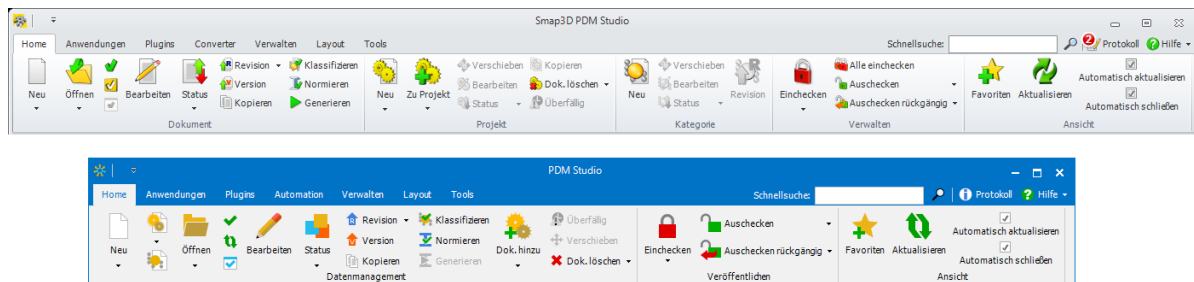 Smap3D PDM Studio
Home Anwendungen Plugins Converter Verwalten Layout Tools Schnellsuche: 2 Protokoll Hilfe
Revision Klassifizieren Verschieben Kopieren Verschieben Alle einchecken
Neu Öffnen Bearbeiten Status Version Normieren Neu Zu Projekt Bearbeiten Dok. löschen Neu Bearbeiten Revision Einchecken Auschecken Favoriten Aktualisieren Automatisch aktualisieren
Kopieren Generieren Status Überfällig Status Auschecken rückgängig Automatisch schließen
Dokument Projekt Kategorie Verwalten Ansicht
PDM Studio
Home Anwendungen Plugins Automation Verwalten Layout Tools Schnellsuche: Protokoll Hilfe
Revision Klassifizieren Überfällig Auschecken Automatisch aktualisieren
Neu Öffnen Bearbeiten Status Version Normieren Dok. hinzu Verschieben Einchecken Auschecken rückgängig Favoriten Aktualisieren
Kopieren Generieren Dok. löschen Automatisch schließen
Datenmanagement Veröffentlichen Ansicht